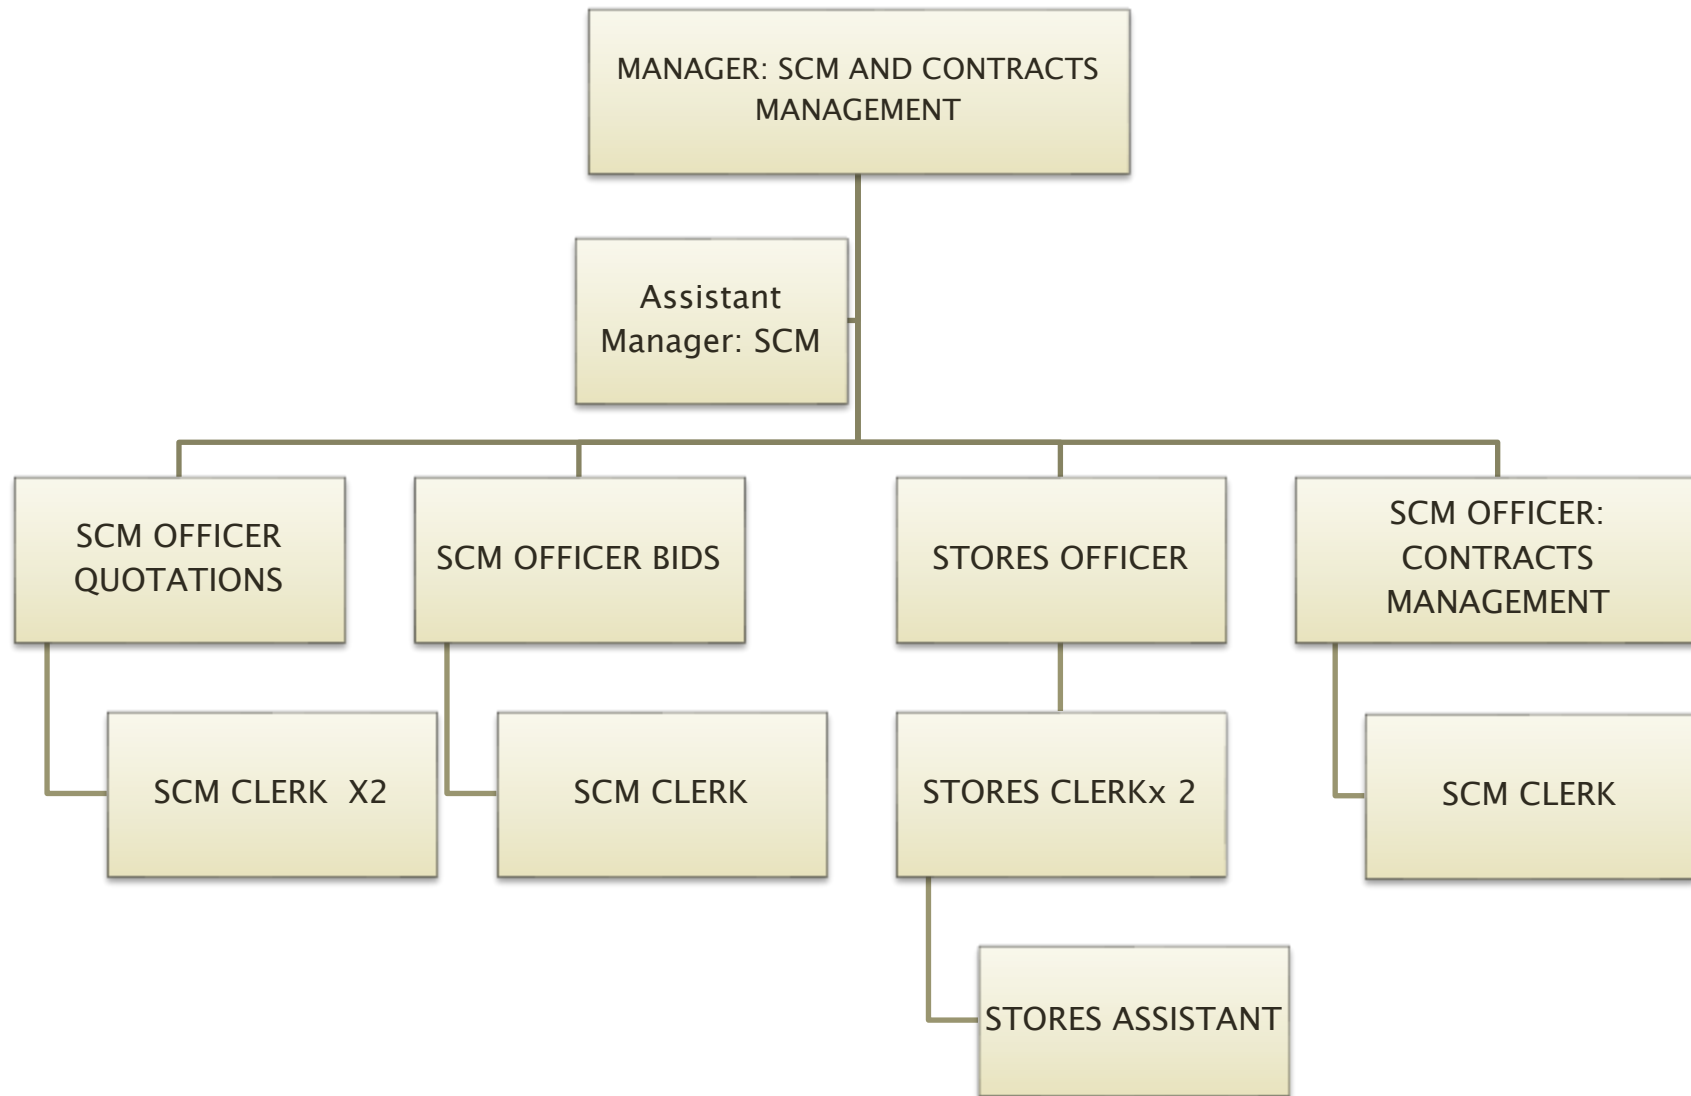 MANAGER: SCM AND CONTRACTS
MANAGEMENT
Assistant
Manager: SCM
SCM OFFICER
QUOTATIONS
SCM OFFICER BIDS
STORES OFFICER
SCM OFFICER:
CONTRACTS
MANAGEMENT
SCM CLERK  X2
SCM CLERK
STORES CLERKx 2
SCM CLERK
STORES ASSISTANT